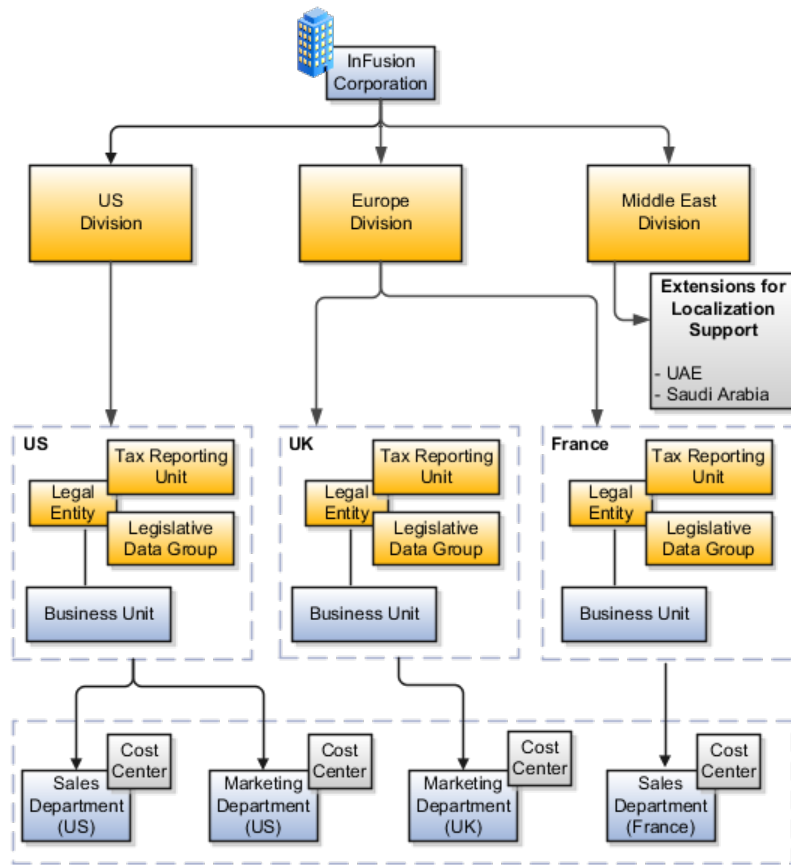 InFusion
Corporation
US
Division
Europe
Division
Middle East
Division
Extensions for
Localization
Support
- UAE
- Saudi Arabia
US
Tax Reporting
Unit
Legal
Entity
Legislative
Data Group
Business Unit
UK
Tax Reporting
Unit
Legal
Entity
Legislative
Data Group
Business Unit
France
Tax Reporting
Unit
Legal
Entity
Legislative
Data Group
Business Unit
Cost
Center
Sales
Department
(US)
Cost
Center
Marketing
Department
(US)
Cost
Center
Marketing
Department
(UK)
Cost
Center
Sales
Department
(France)